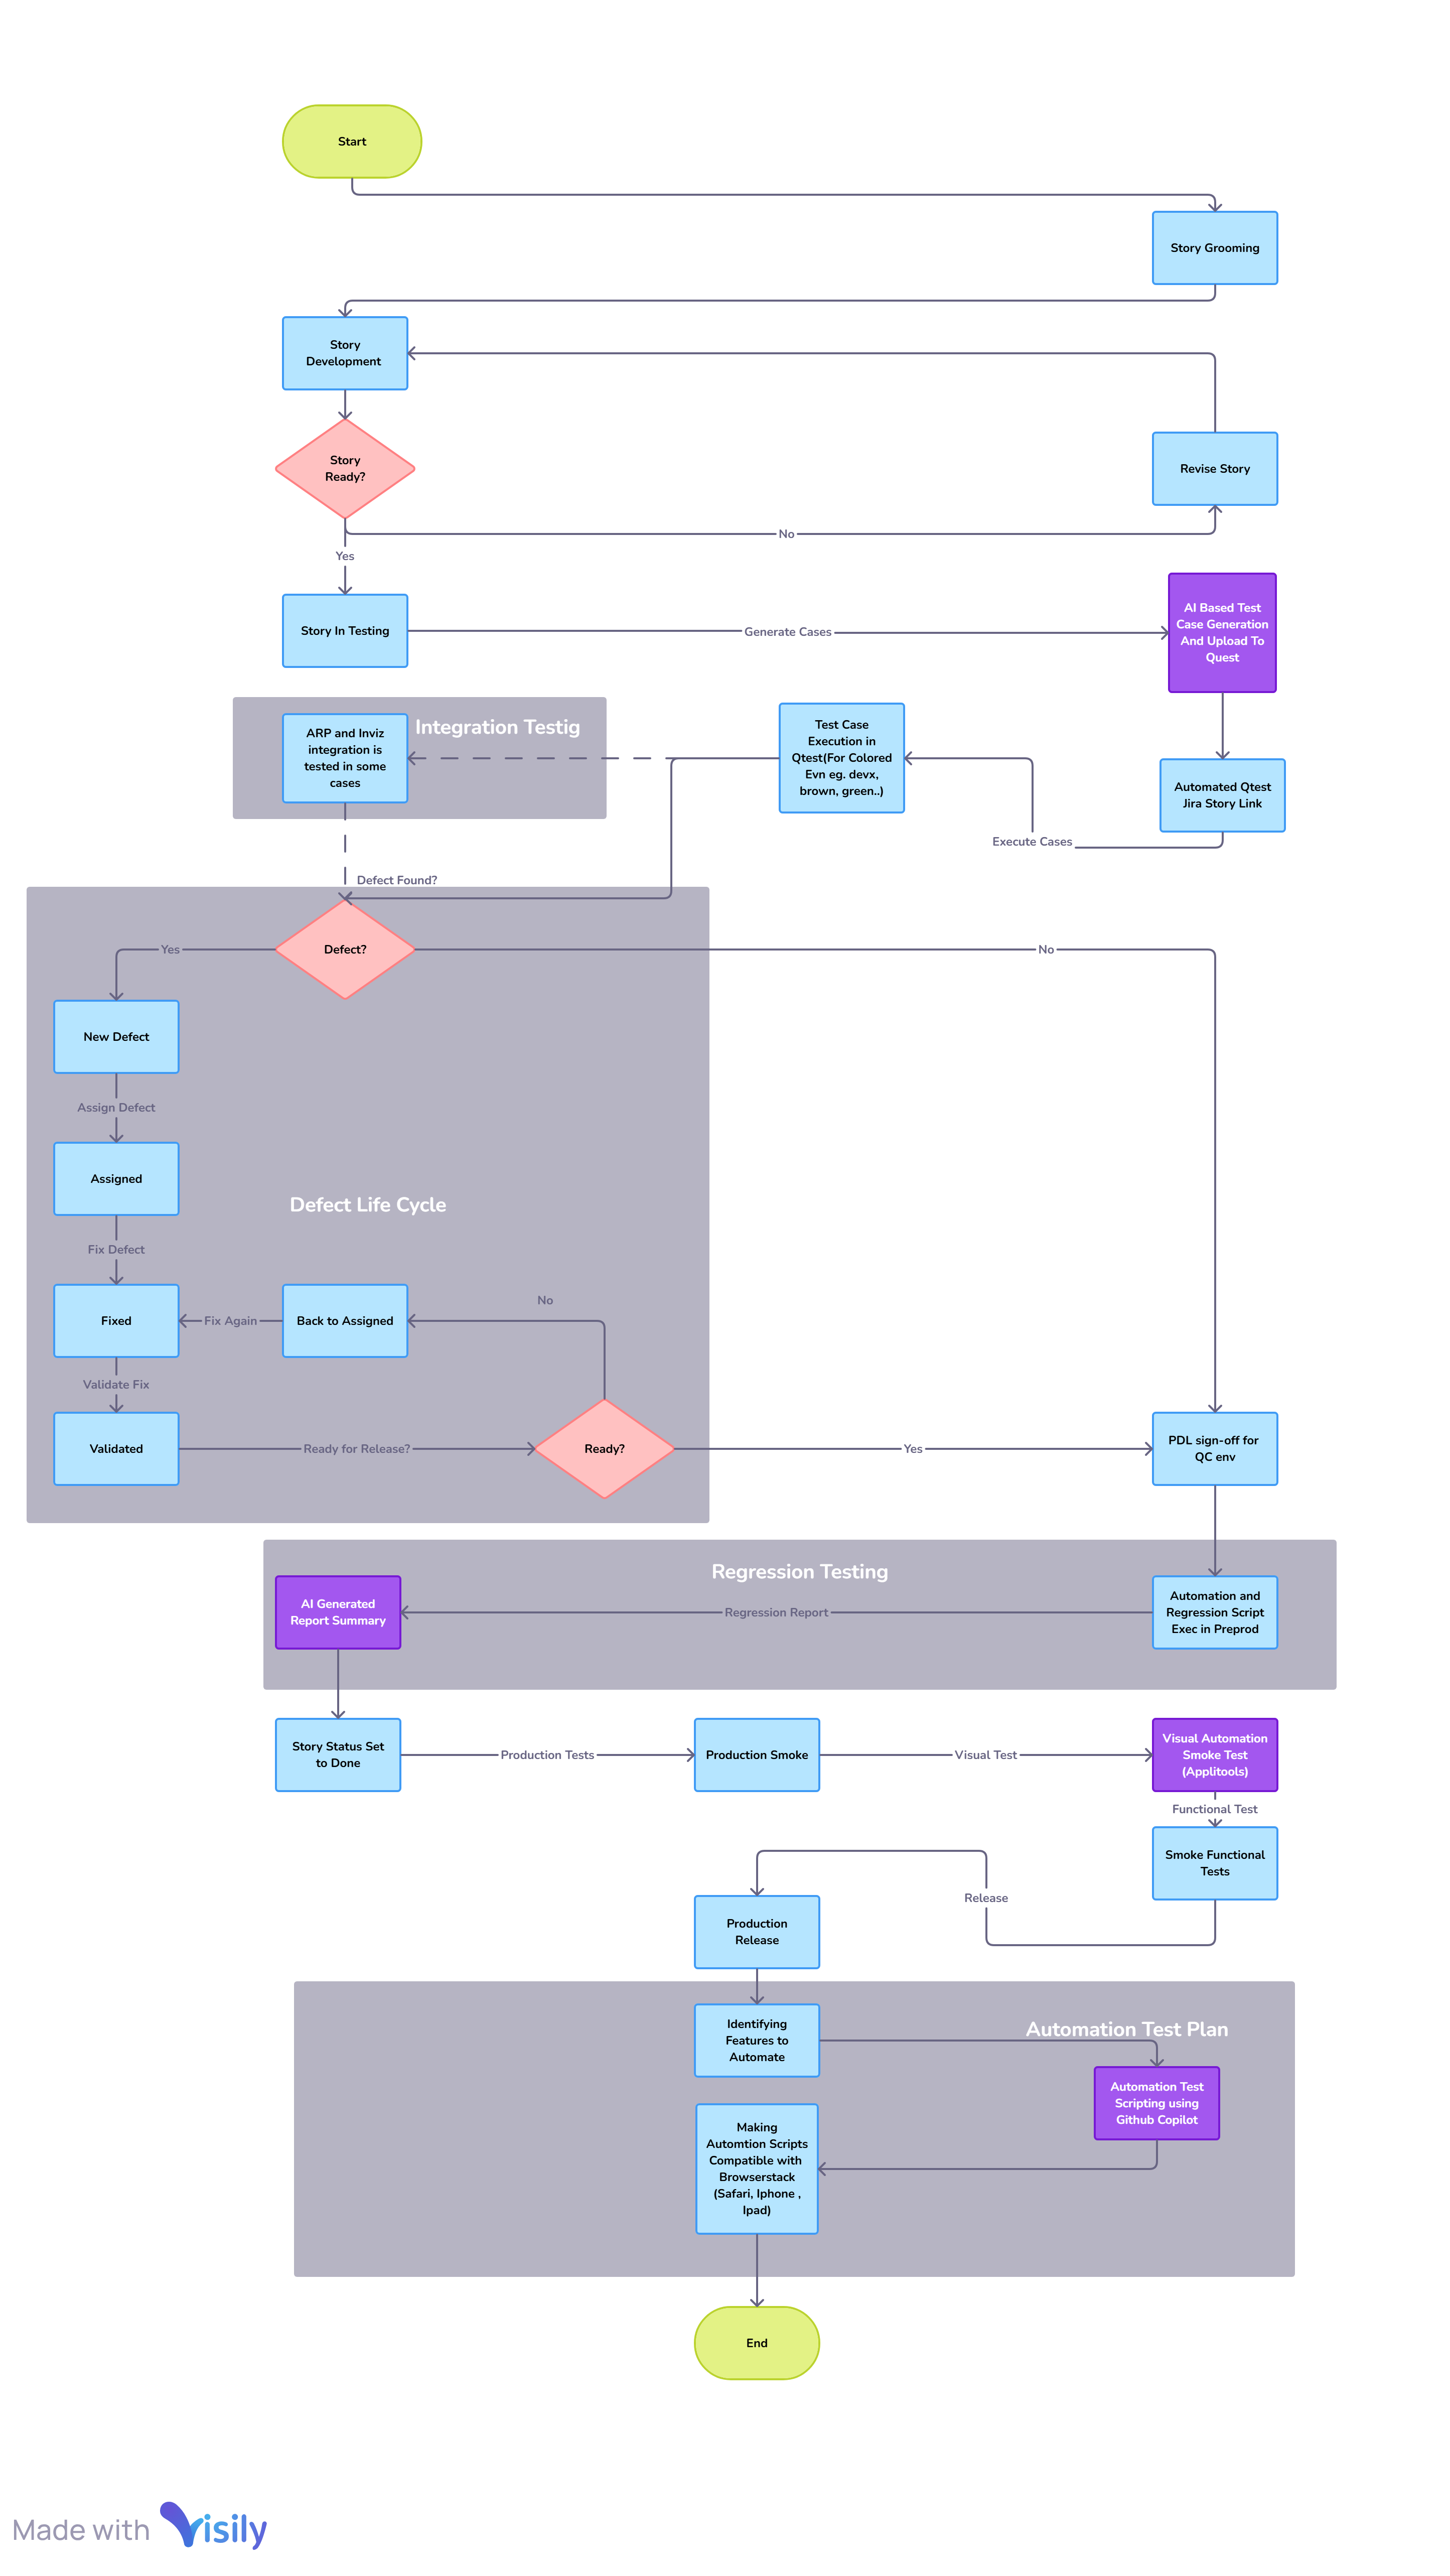 Start
Story Grooming
Story
Development
Story
Ready?
Revise Story
No
Yes
Story In Testing
Generate Cases
AI Based Test
Case Generation
And Upload To
Quest
Integration Testig
ARP and Inviz
integration is
tested in some
cases
Test Case
Execution in
Qtest(For Colored
Evn eg. devx,
brown, green..)
Automated Qtest
Jira Story Link
Execute Cases
Defect Found?
Defect?
Yes
No
New Defect
Assign Defect
Assigned
Defect Life Cycle
Fix Defect
Fixed
Fix Again
Back to Assigned
No
Validate Fix
Validated
Ready for Release?
Ready?
Yes
PDL sign-off for
QC env
Regression Testing
AI Generated
Report Summary
Regression Report
Automation and
Regression Script
Exec in Preprod
Story Status Set
to Done
Production Tests
Production Smoke
Visual Test
Visual Automation
Smoke Test
(Applitools)
Functional Test
Smoke Functional
Tests
Release
Production
Release
Automation Test Plan
Identifying
Features to
Automate
Automation Test
Scripting using
Github Copilot
Making
Automtion Scripts
Compatible with
Browserstack
(Safari, Iphone ,
Ipad)
End
Made with Visily